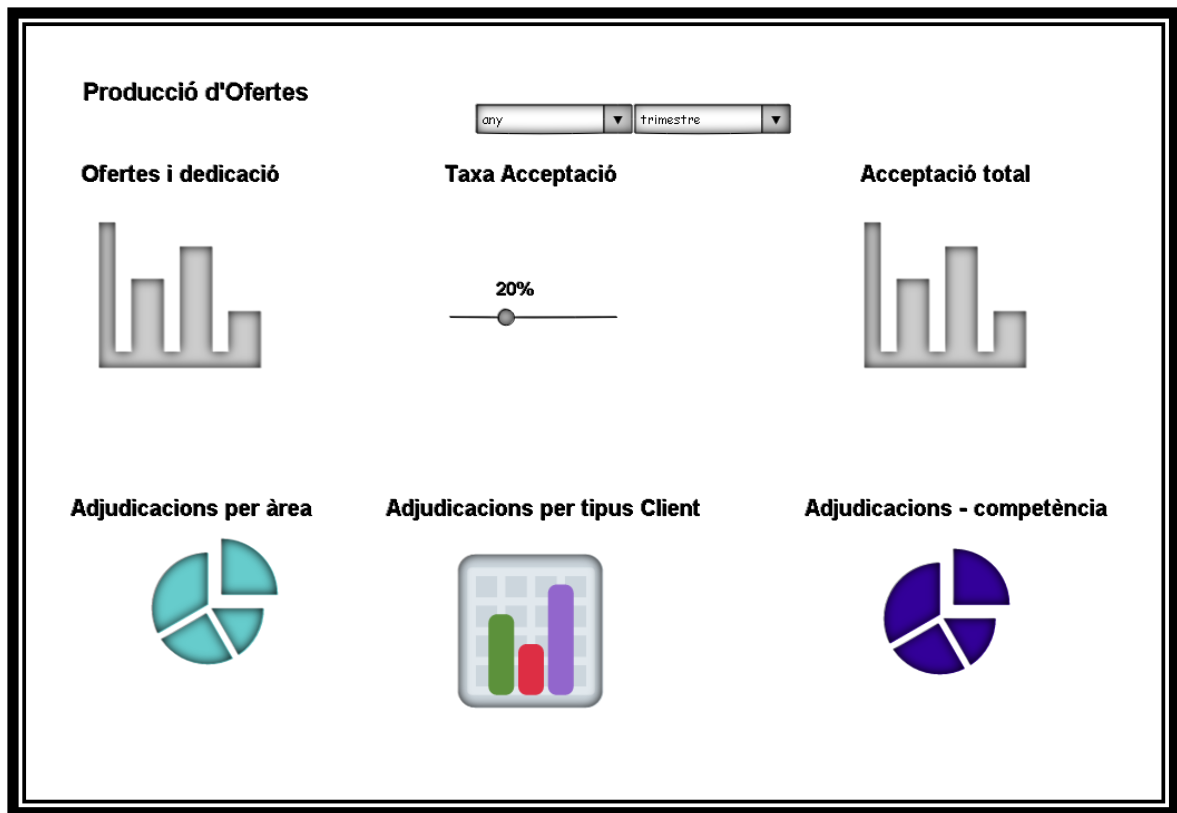 Producció d'Ofertes
any
trimestre
Ofertes i dedicació
Taxa Acceptació
Acceptació total
20%
Adjudicacions per àrea
Adjudicacions per tipus Client
Adjudicacions - competència